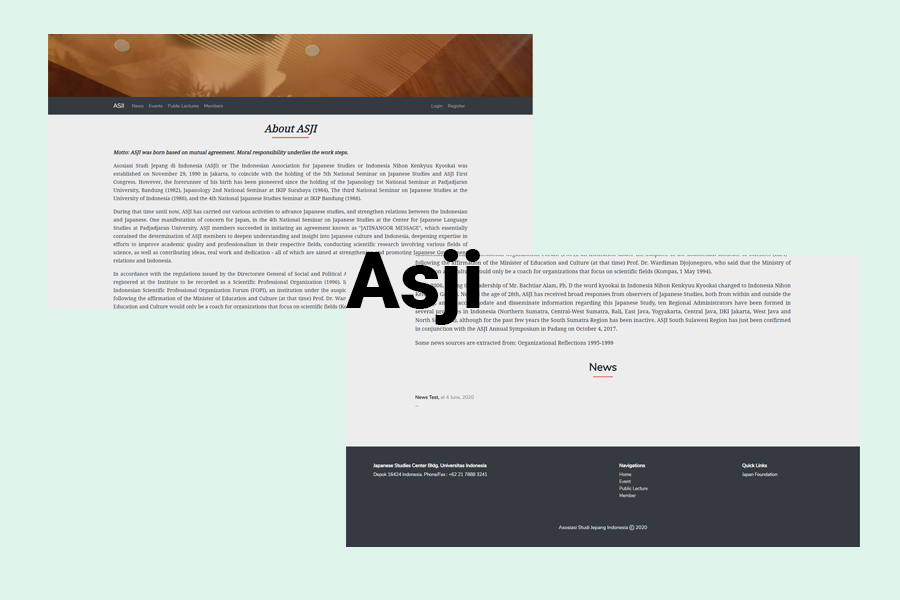 ASJI News Events Public Lectures Members Login Register
About ASJI
Motto: ASJI was born based on mutual agreement. Moral responsibility underlies the work steps.
Asosiasi Studi Jepang di Indonesia (ASJI) or The Indonesian Association for Japanese Studies or Indonesia Nihon Kenkyuu Kyookai was
established on November 29, 1990 in Jakarta, to coincide with the holding of the 5th National Seminar on Japanese Studies and ASJI First
Congress. However, the forerunner of his birth has been pioneered since the holding of the Japanology 1st National Seminar at Padjadjaran
University, Bandung (1982), Japanology 2nd National Seminar at IKIP Surabaya (1984), The third National Seminar on Japanese Studies at the
University of Indonesia (1986), and the 4th National Japanese Studies Seminar at IKIP Bandung (1988).
During that time until now, ASJI has carried out various activities to advance Japanese studies, and strengthen relations between the Indonesian
and Japanese. One manifestation of concern for Japan, in the 4th National Seminar on Japanese Studies at the Center for Japanese Language
Studies at Padjadjaran University, ASJI members succeeded in initiating an agreement known as "JATINANGOR MESSAGE", which essentially
contained the determination of ASJI members to deepen understanding and insight into Japanese culture and Indonesia, deepening expertise in
efforts to improve academic quality and professionalism in their respective fields, conducting scientific research involving various fields of
science, as well as contributing ideas, real work and dedication - all of which are aimed at strengthening and promoting Japanese
relations and Indonesia.
In accordance with the regulations issued by the Directorate General of Social and Political
registered at the Institute to be recorded as a Scientific Organization (1996).
Indonesian Scientific Professional Organization Forum (FOPI), an institution under the
following the affirmation of the Minister of Education and Culture (at that time) Prof. Dr.
Education and Culture would only be a coach for organizations that focus on scientific fields
Asji
following the affirmation of the Minister of Education and Culture (at that time) Prof. Dr. Wardiman Djojonegoro, who said that the Ministry of
would only be a coach for organizations that focus on scientific fields (Kompas, 1 May 1994).
2006, of Mr. Bachtiar Alam, Ph. D the word kyookai in Indonesia Nihon Kenkyuu Kyookai changed to Indonesia Nihon
the age of 28th, ASJI has received broad responses from observers of Japanese Studies, both from within and outside the
and disseminate information regarding this Japanese Study, ten Regional Administrators have been formed in
several in Indonesia (Northern Sumatra, Central-West Sumatra, Bali, East Java, Yogyakarta, Central Java, DKI Jakarta, West Java and
North although for the past few years the South Sumatra Region has been inactive. ASJI South Sulawesi Region has just been confirmed
in conjunction with the ASJI Annual Symposium in Padang on October 4, 2017.
Some news sources are extracted from: Organizational Reflections 1995-1999
News
News Test, at 4 June, 2020
...
Japanese Studies Center Bldg. Universitas Indonesia
Depok 16424 Indonesia. Phone/Fax : +62 21 7888 3241
Navigations
Home
Event
Public Lecture
Member
Quick Links
Japan Foundation
Asosiasi Studi Jepang Indonesia © 2020